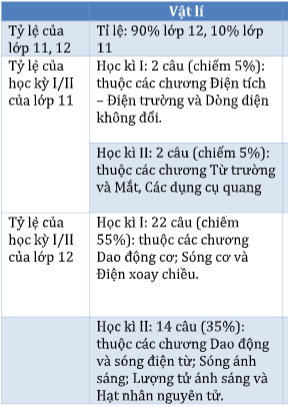 Vật lí
Tỷ lệ của
lớp 11, 12
Tỉ lệ: 90% lớp 12, 10% lớp
11
Tỷ lệ của
học kỳ I/II
của lớp 11
Học kì I: 2 câu (chiếm 5%):
thuộc các chương Điện tích
– Điện trường và Dòng điện
không đổi.
Học kì II: 2 câu (chiếm 5%):
thuộc các chương Từ trường
và Mắt, Các dụng cụ quang
Tỷ lệ của
học kỳ I/II
của lớp 12
Học kì I: 22 câu (chiếm
55%): thuộc các chương
Dao động cơ; Sóng cơ và
Điện xoay chiều.
Học kì II: 14 câu (35%):
thuộc các chương Dao động
và sóng điện từ; Sóng ánh
sáng; Lượng tử ánh sáng và
Hạt nhân nguyên tử.